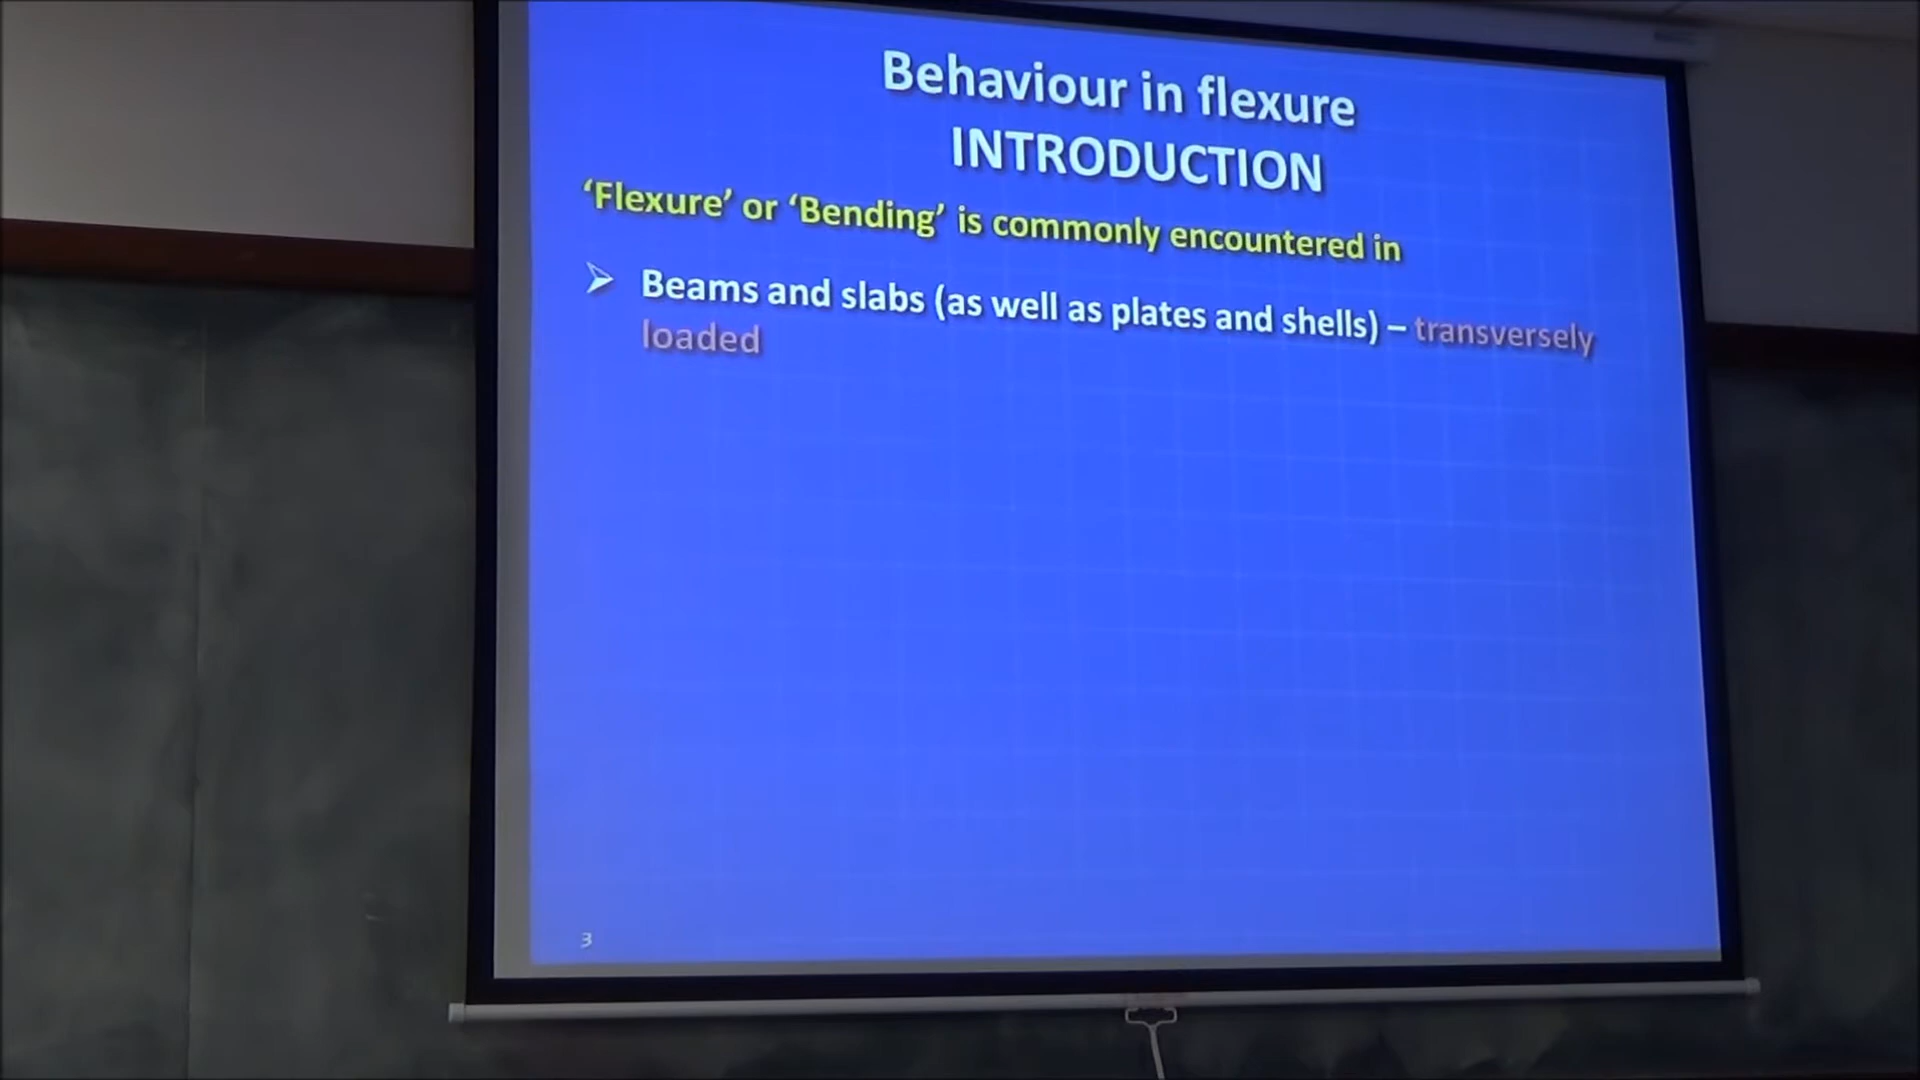 Behaviour in flexure
INTRODUCTION
‘Flexure’ or ‘Bending’ is commonly encountered in
➢ Beams and slabs (as well as plates and shells) – transversely
loaded
3